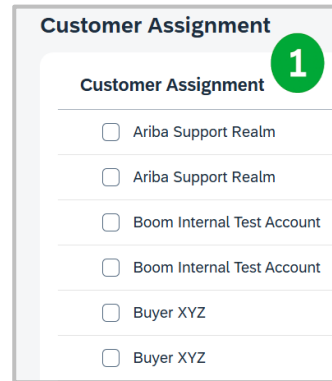 Customer Assignment
1
Customer Assignment
Ariba Support Realm
Ariba Support Realm
Boom Internal Test Account
Boom Internal Test Account
Buyer XYZ
Buyer XYZ